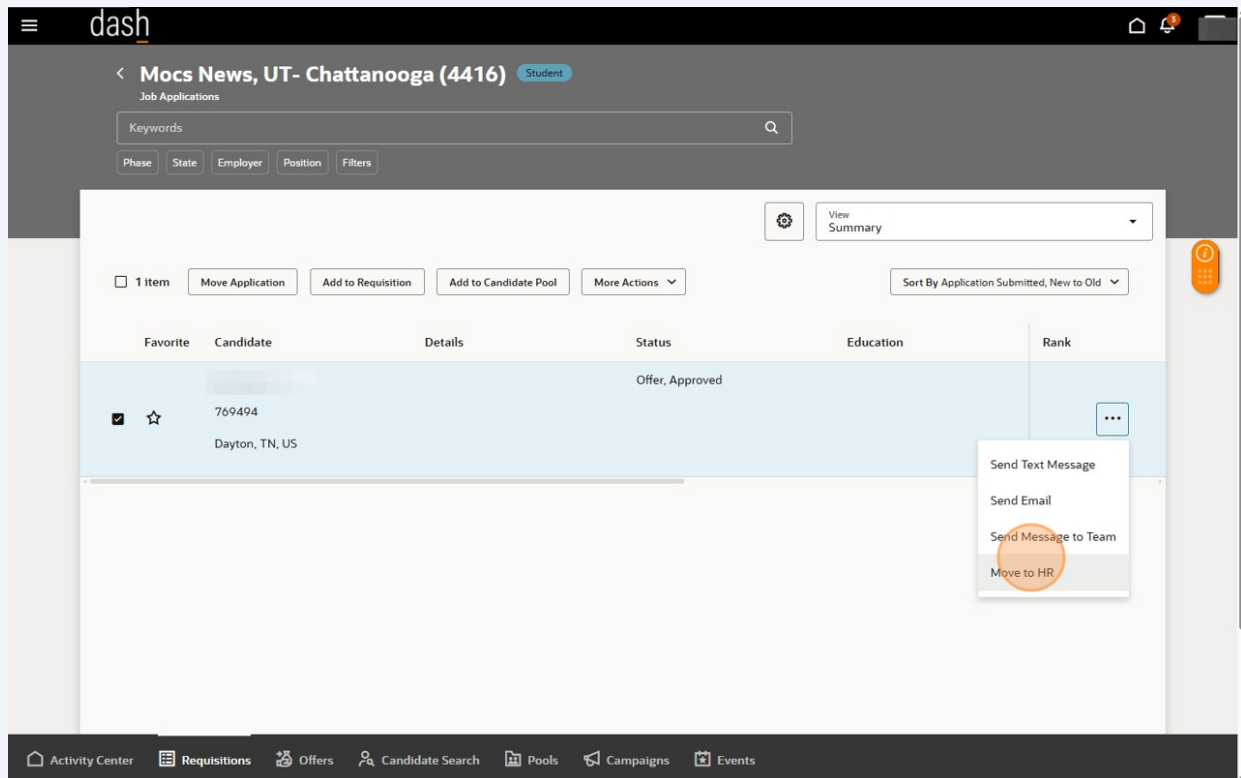 dash
3
Mocs News, UT- Chattanooga (4416) Student
Job Applications
Keywords
Phase State Employer Position Filters
View
Summary
1 item Move Application Add to Requisition Add to Candidate Pool More Actions Sort By Application Submitted, New to Old
Favorite Candidate Details Status Education Rank
Offer, Approved
769494
Dayton, TN, US
Send Text Message
Send Email
Send Message to Team
Move to HR
Activity Center Requisitions Offers Candidate Search Pools Campaigns Events